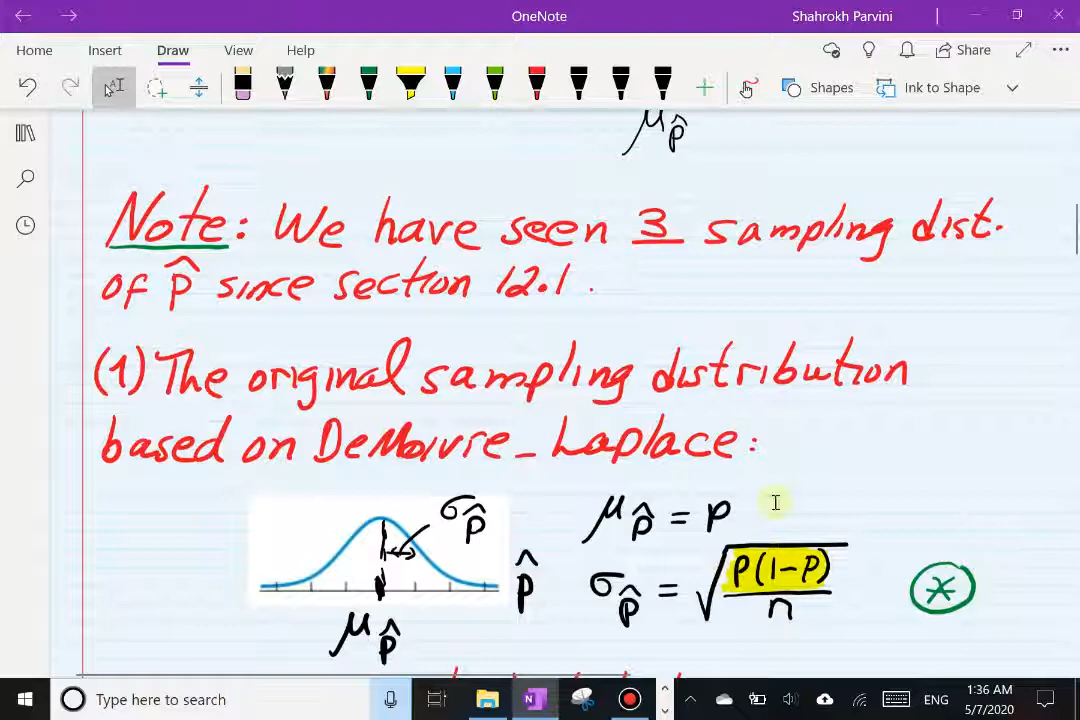 OneNote
Shahrokh Parvini
Home Insert Draw View Help
Share
Shapes
Ink to Shape
μp̂
Note: We have seen 3 sampling dist.
of p̂ since section 12.1.
(1) The original sampling distribution
based on DeMoivre-Laplace:
σp̂
μp̂ = p
p̂
σp̂ = √(p(1-p)/n)
*
μp̂
Type here to search
ENG
1:36 AM
5/7/2020